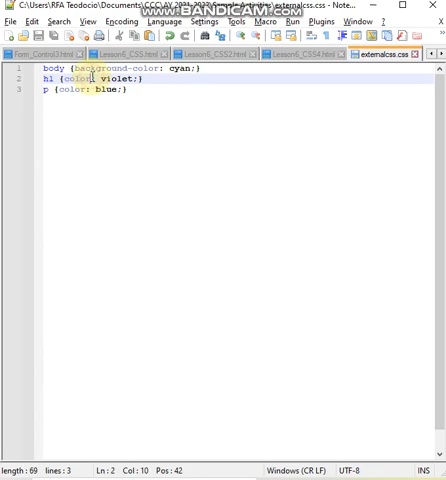 C:\Users\RFA Teodocio\Documents\CCC\AY 2021-2022\Sample Activities\externalcss.css - Note...
www.BANDICAM.com
File Edit Search View Encoding Language Settings Tools Macro Run Plugins Window ?
Form_Control3.html Lesson6_CSS.html Lesson6_CSS2.html Lesson6_CSS4.html externalcss.css
1 body {background-color: cyan;}
2 h1 {color: violet;}
3 p {color: blue;}
length : 69 lines : 3 Ln : 2 Col : 10 Pos : 42 Windows (CR LF) UTF-8 INS